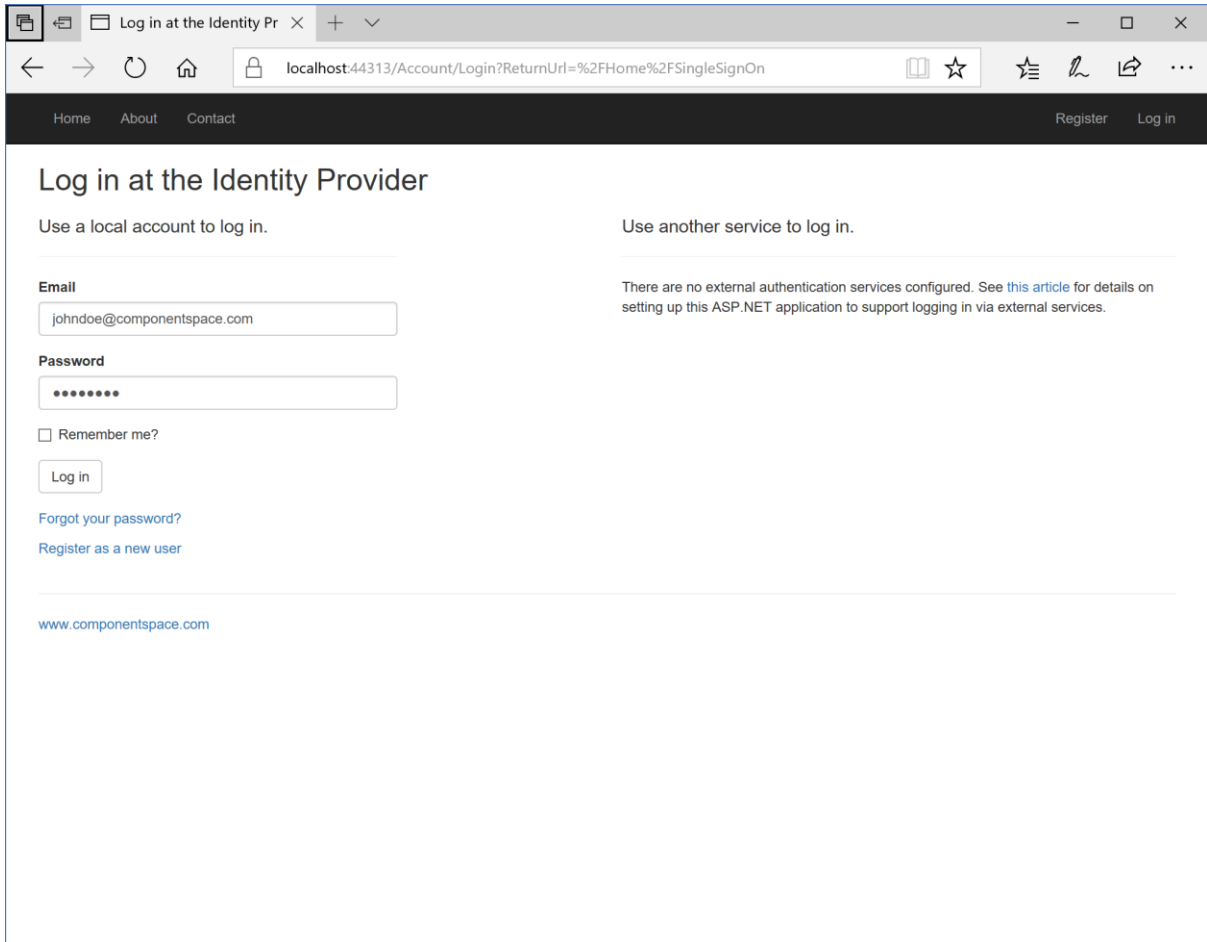 Log in at the Identity Pr
localhost:44313/Account/Login?ReturnUrl=%2FHome%2FSingleSignOn
Home About Contact Register Log in
Log in at the Identity Provider
Use a local account to log in.
Email
johndoe@componentspace.com
Password
••••••••
Remember me?
Log in
Forgot your password?
Register as a new user
Use another service to log in.
There are no external authentication services configured. See this article for details on
setting up this ASP.NET application to support logging in via external services.
www.componentspace.com